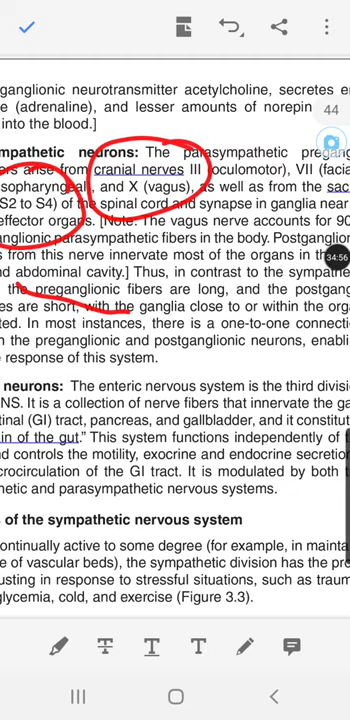 ganglionic neurotransmitter acetylcholine, secretes
e (adrenaline), and lesser amounts of norepin
44
into the blood.]
mpathetic neurons: The parasympathetic pregang
ers arise from cranial nerves III (oculomotor), VII (facia
sopharyngeal), and X (vagus), as well as from the sac
S2 to S4) of the spinal cord and synapse in ganglia near
effector organs. [Note: The vagus nerve accounts for 90
anglionic parasympathetic fibers in the body. Postganglion
s from this nerve innervate most of the organs in th
34:56
nd abdominal cavity.] Thus, in contrast to the sympat
the preganglionic fibers are long, and the postgang
es are short, with the ganglia close to or within the org
ted. In most instances, there is a one-to-one connecti
n the preganglionic and postganglionic neurons, enabli
response of this system.
neurons: The enteric nervous system is the third divisi
NS. It is a collection of nerve fibers that innervate the ga
tinal (GI) tract, pancreas, and gallbladder, and it constitut
in of the gut." This system functions independently of
nd controls the motility, exocrine and endocrine secretion
crocirculation of the GI tract. It is modulated by both
hetic and parasympathetic nervous systems.
s of the sympathetic nervous system
ontinually active to some degree (for example, in mainta
e of vascular beds), the sympathetic division has the pro
usting in response to stressful situations, such as traum
glycemia, cold, and exercise (Figure 3.3).
T T T